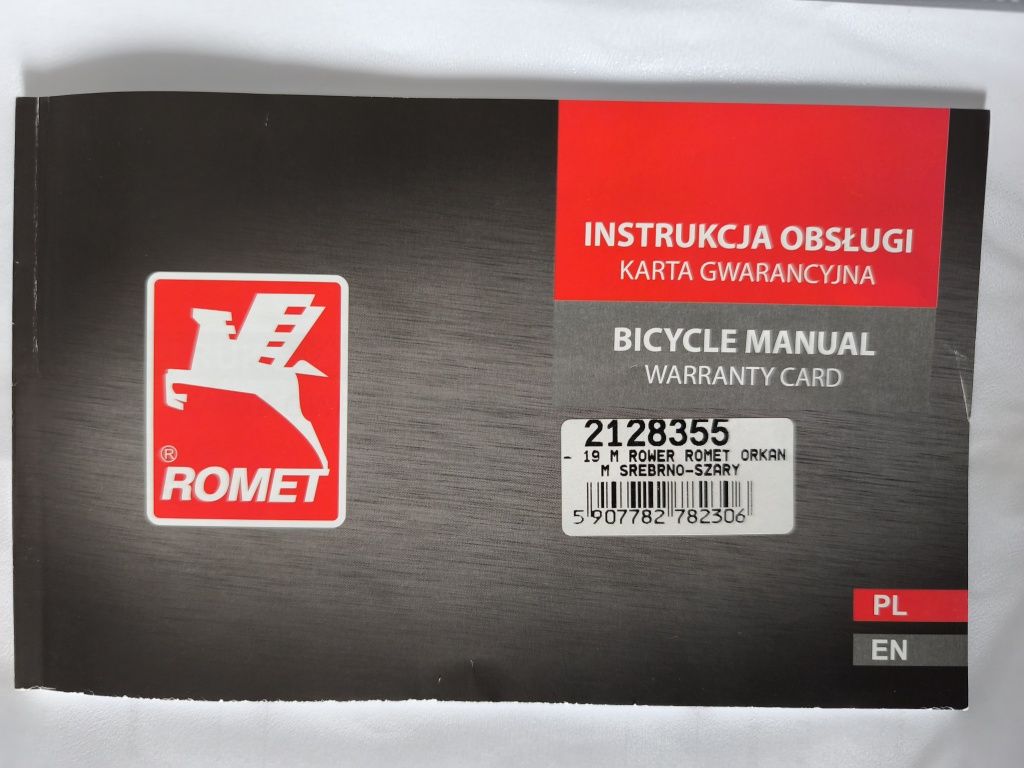 INSTRUKCJA OBSŁUGI
KARTA GWARANCYJNA
BICYCLE MANUAL
WARRANTY CARD
2128355
- 19 M ROWER ROMET ORKAN
M SREBRNO-SZARY
5 907782 782306
®
ROMET
PL
EN